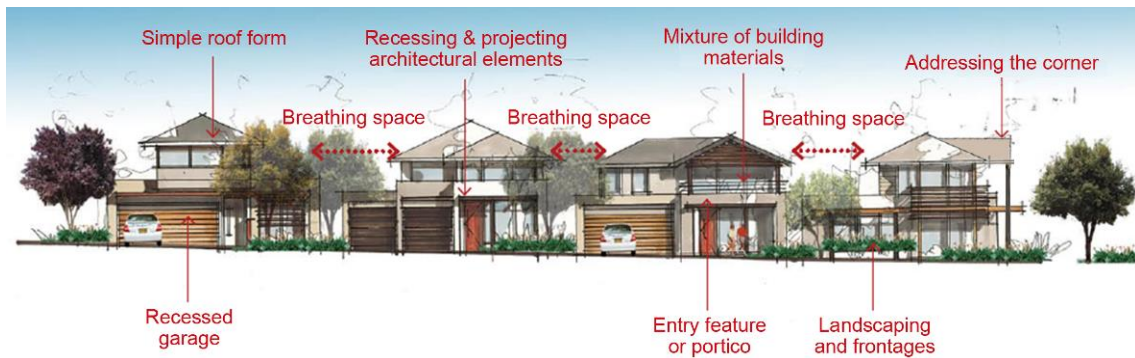 Simple roof form
Recessing & projecting
architectural elements
Mixture of building
materials
Addressing the corner
Breathing space
Breathing space
Breathing space
Recessed
garage
Entry feature
or portico
Landscaping
and frontages